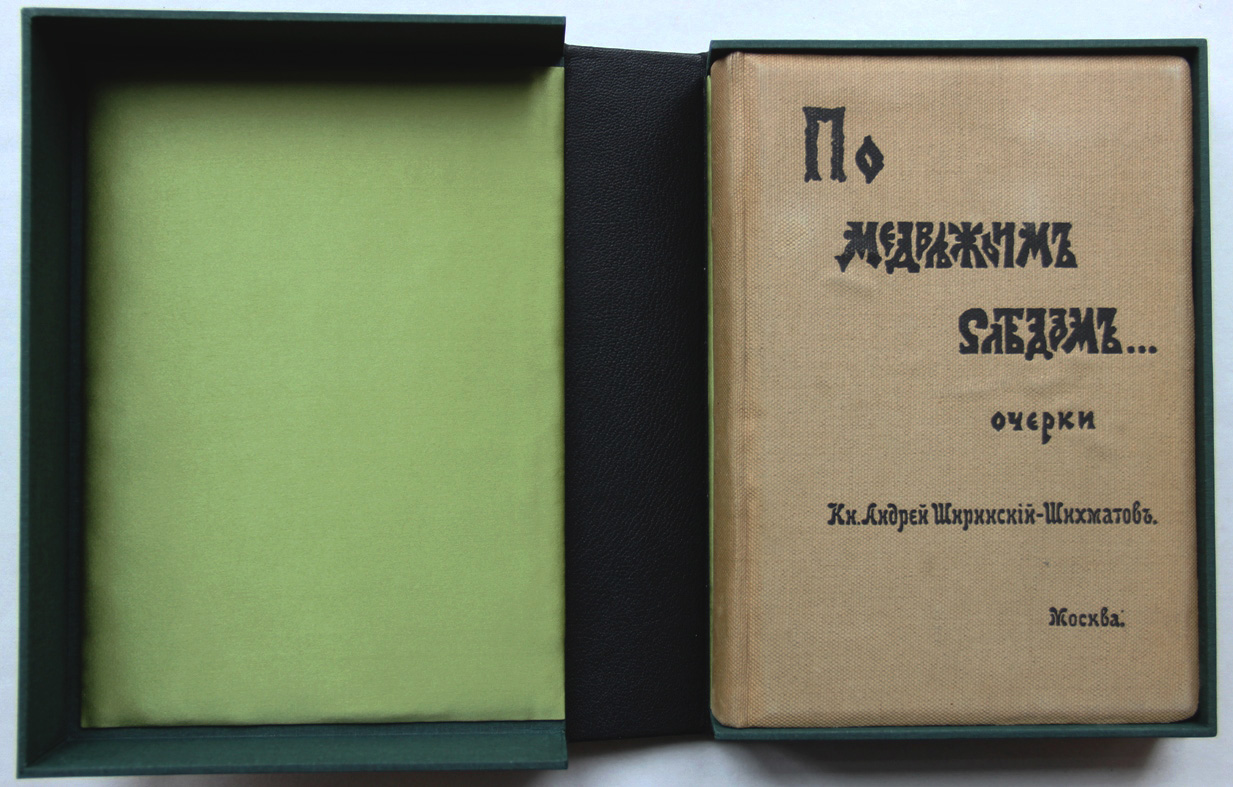 По
медвѣжьимъ
слѣдамъ...
очерки
Кн. Андрей Ширинскій-Шихматовъ.
Москва.